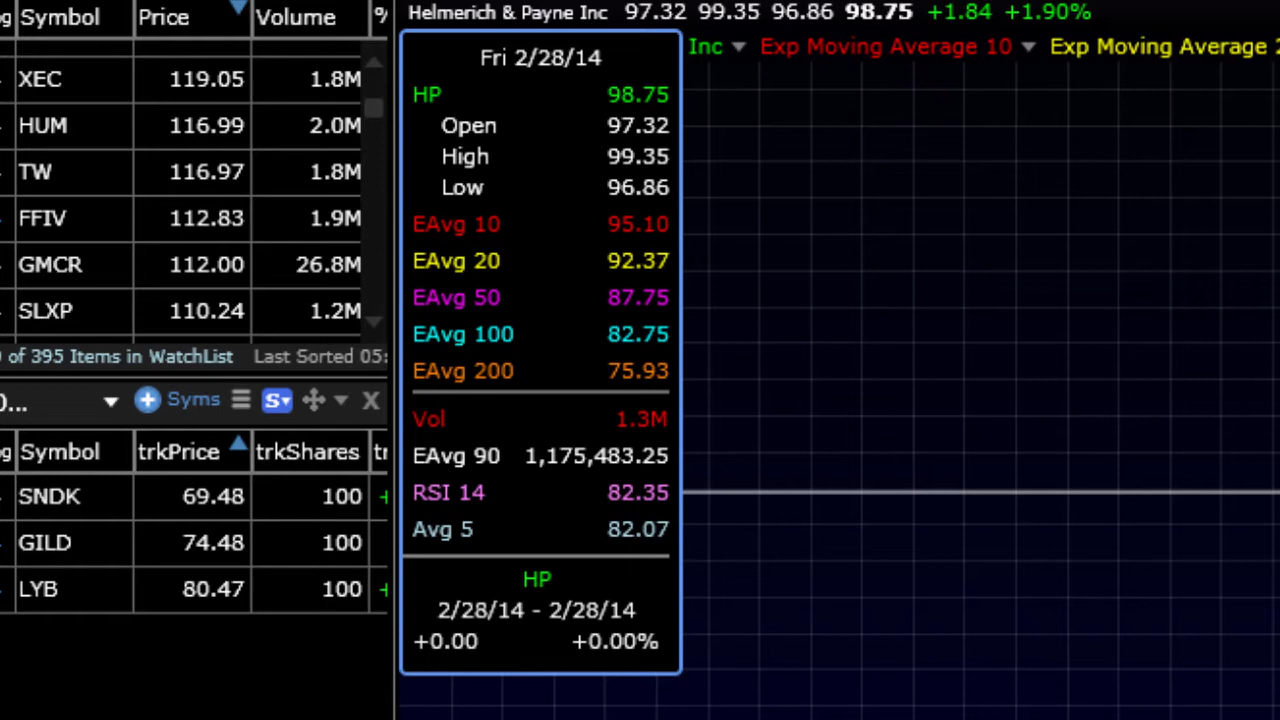 Symbol Price Volume %
XEC 119.05 1.8M
HUM 116.99 2.0M
TW 116.97 1.8M
FFIV 112.83 1.9M
GMCR 112.00 26.8M
SLXP 110.24 1.2M
of 395 Items in WatchList Last Sorted 05:
0... Syms S X
Symbol trkPrice trkShares
SNDK 69.48 100 +
GILD 74.48 100
LYB 80.47 100 +
Helmerich & Payne Inc 97.32 99.35 96.86 98.75 +1.84 +1.90%
Inc Exp Moving Average 10 Exp Moving Average
Fri 2/28/14
HP 98.75
Open 97.32
High 99.35
Low 96.86
EAvg 10 95.10
EAvg 20 92.37
EAvg 50 87.75
EAvg 100 82.75
EAvg 200 75.93
Vol 1.3M
EAvg 90 1,175,483.25
RSI 14 82.35
Avg 5 82.07
HP
2/28/14 - 2/28/14
+0.00 +0.00%